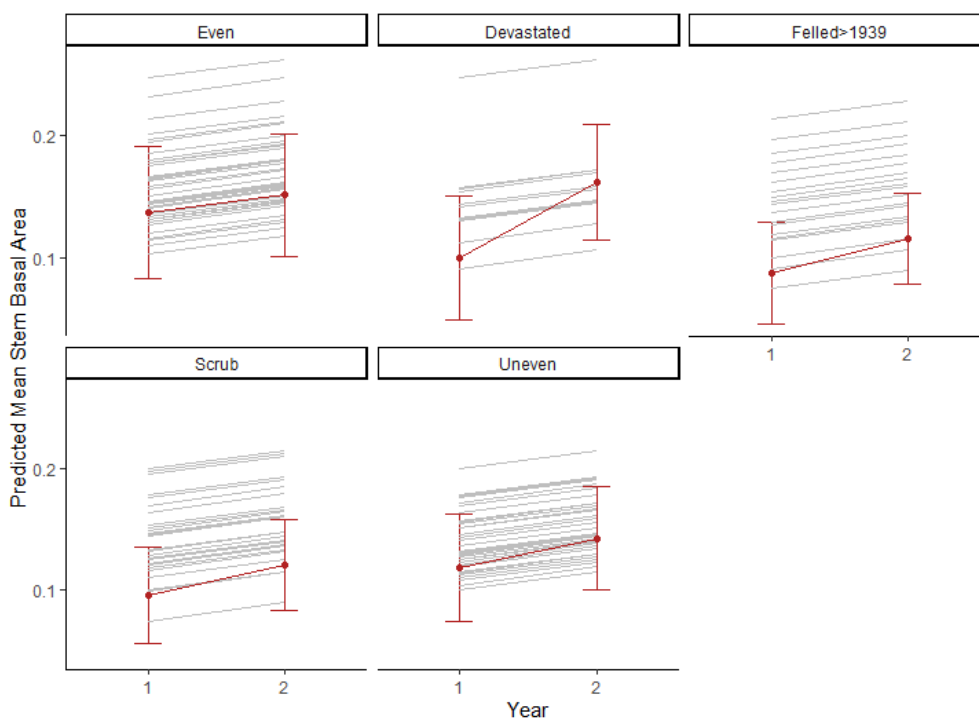 Even
Devastated
Felled>1939
0.2
0.1
1
2
Scrub
Uneven
0.2
0.1
1
2
1
2
Year
Predicted Mean Stem Basal Area